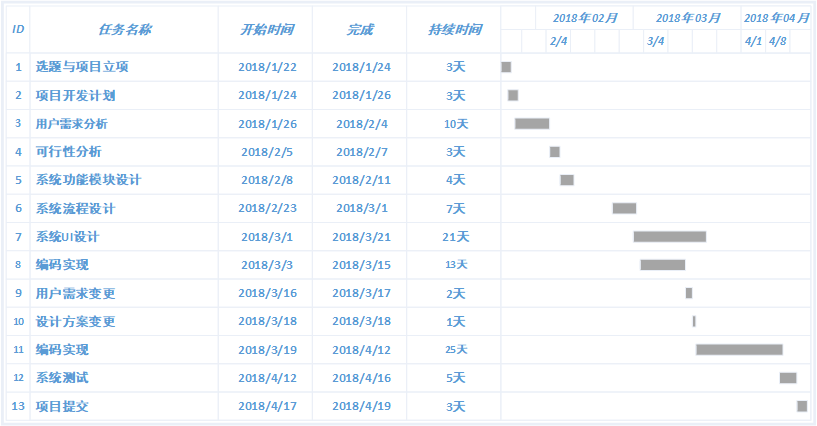 ID 任务名称 开始时间 完成 持续时间 2018年02月 2018年03月 2018年04月
2/4 3/4 4/1 4/8
1 选题与项目立项 2018/1/22 2018/1/24 3天
2 项目开发计划 2018/1/24 2018/1/26 3天
3 用户需求分析 2018/1/26 2018/2/4 10天
4 可行性分析 2018/2/5 2018/2/7 3天
5 系统功能模块设计 2018/2/8 2018/2/11 4天
6 系统流程设计 2018/2/23 2018/3/1 7天
7 系统UI设计 2018/3/1 2018/3/21 21天
8 编码实现 2018/3/3 2018/3/15 13天
9 用户需求变更 2018/3/16 2018/3/17 2天
10 设计方案变更 2018/3/18 2018/3/18 1天
11 编码实现 2018/3/19 2018/4/12 25天
12 系统测试 2018/4/12 2018/4/16 5天
13 项目提交 2018/4/17 2018/4/19 3天